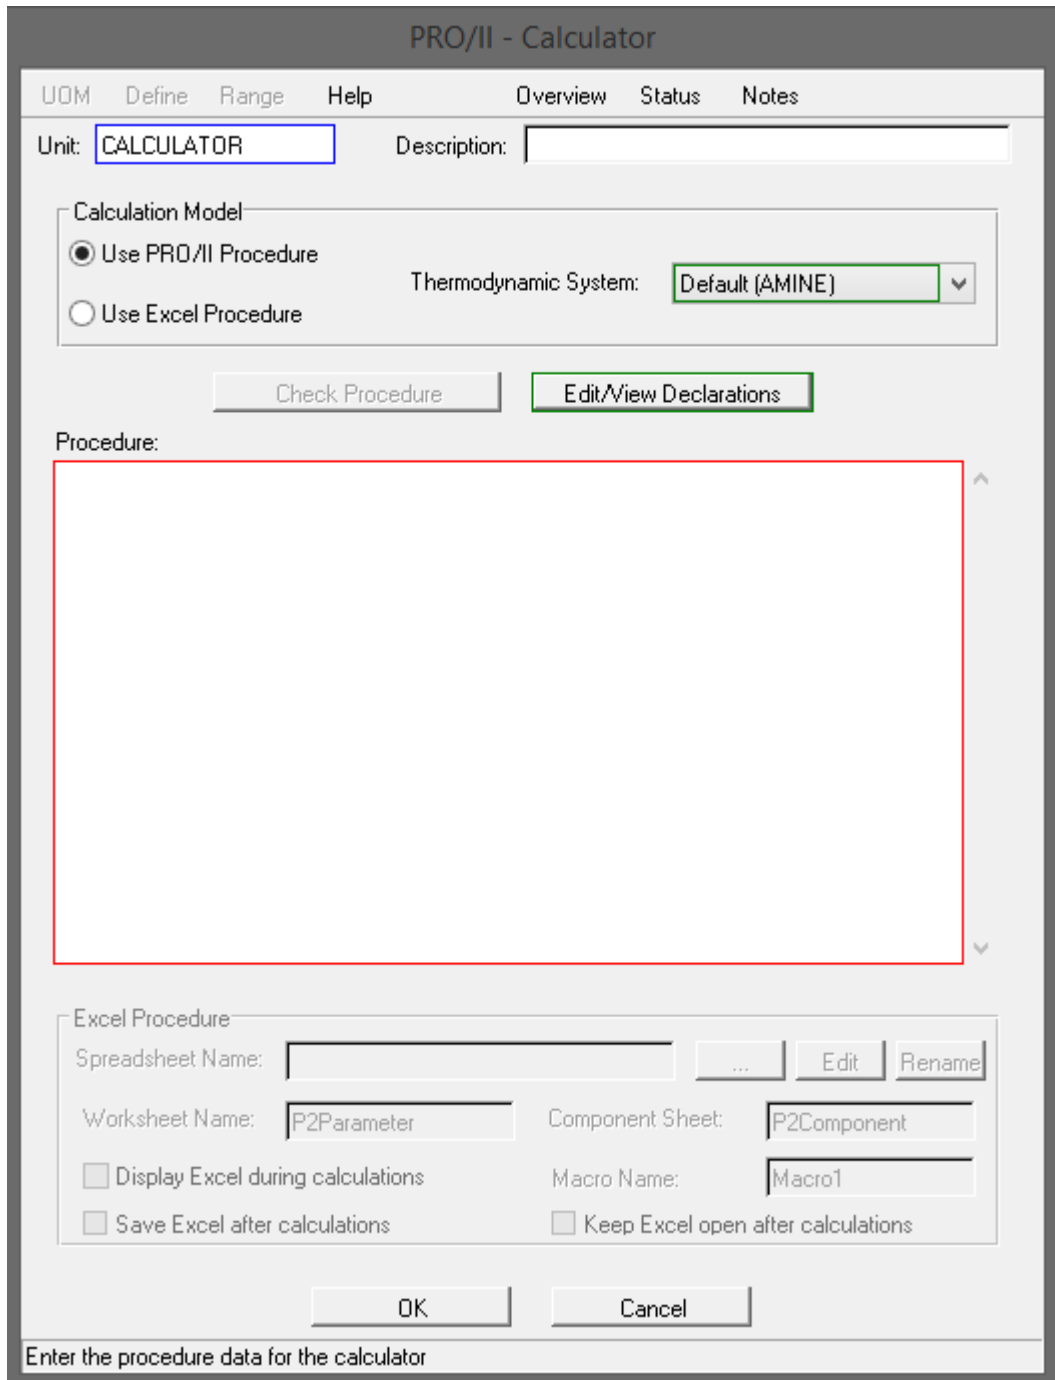 PRO/II - Calculator
UOM Define Range Help Overview Status Notes
Unit: CALCULATOR Description:
Calculation Model
Use PRO/II Procedure
Thermodynamic System: Default (AMINE)
Use Excel Procedure
Check Procedure Edit/View Declarations
Procedure:
Excel Procedure
Spreadsheet Name: ... Edit Rename
Worksheet Name: P2Parameter Component Sheet: P2Component
Display Excel during calculations Macro Name: Macro1
Save Excel after calculations Keep Excel open after calculations
OK Cancel
Enter the procedure data for the calculator